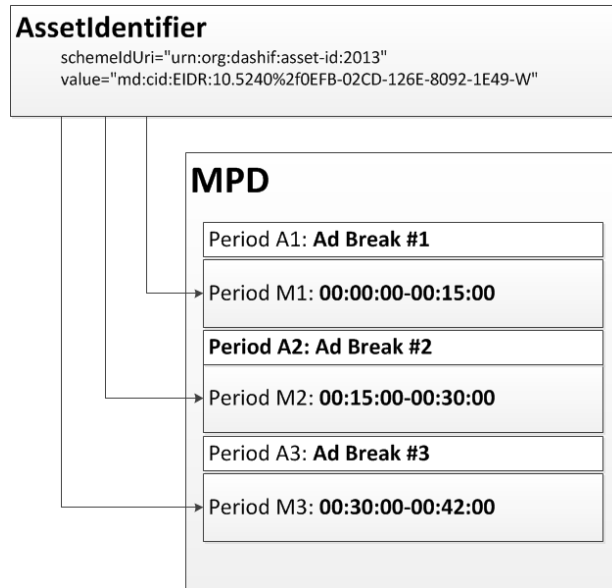 AssetIdentifier
schemeIdUri="urn:org:dashif:asset-id:2013"
value="md:cid:EIDR:10.5240%2f0EFB-02CD-126E-8092-1E49-W"
MPD
Period A1: Ad Break #1
Period M1: 00:00:00-00:15:00
Period A2: Ad Break #2
Period M2: 00:15:00-00:30:00
Period A3: Ad Break #3
Period M3: 00:30:00-00:42:00